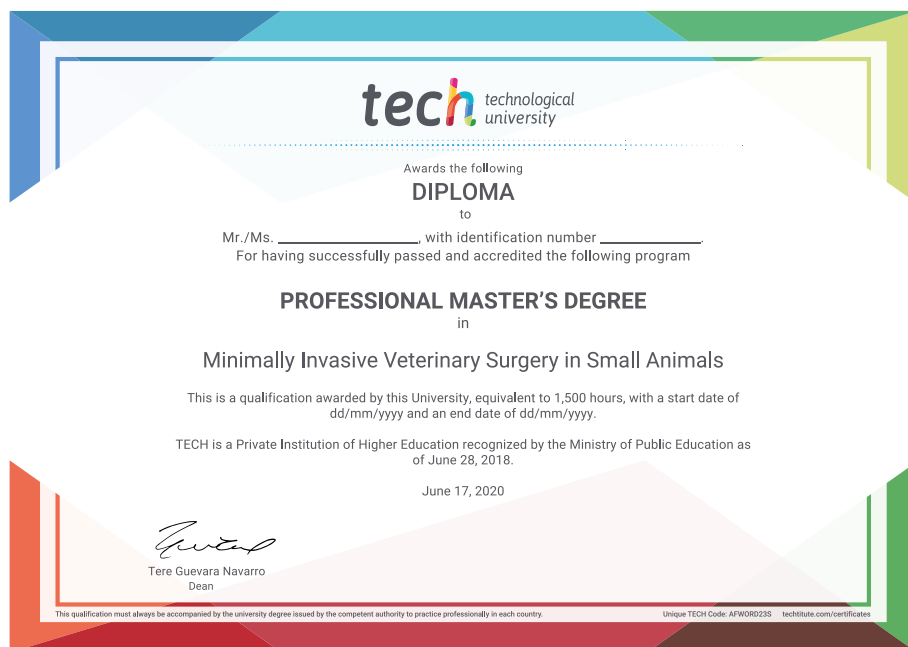 tech technological
university
Awards the following
DIPLOMA
to
Mr./Ms. ____________, with identification number ____________.
For having successfully passed and accredited the following program
PROFESSIONAL MASTER'S DEGREE
in
Minimally Invasive Veterinary Surgery in Small Animals
This is a qualification awarded by this University, equivalent to 1,500 hours, with a start date of
dd/mm/yyyy and an end date of dd/mm/yyyy.
TECH is a Private Institution of Higher Education recognized by the Ministry of Public Education as
of June 28, 2018.
June 17, 2020
Tere Guevara Navarro
Dean
This qualification must always be accompanied by the university degree issued by the competent authority to practice professionally in each country. Unique TECH Code: AFWORD23S techtitute.com/certificates